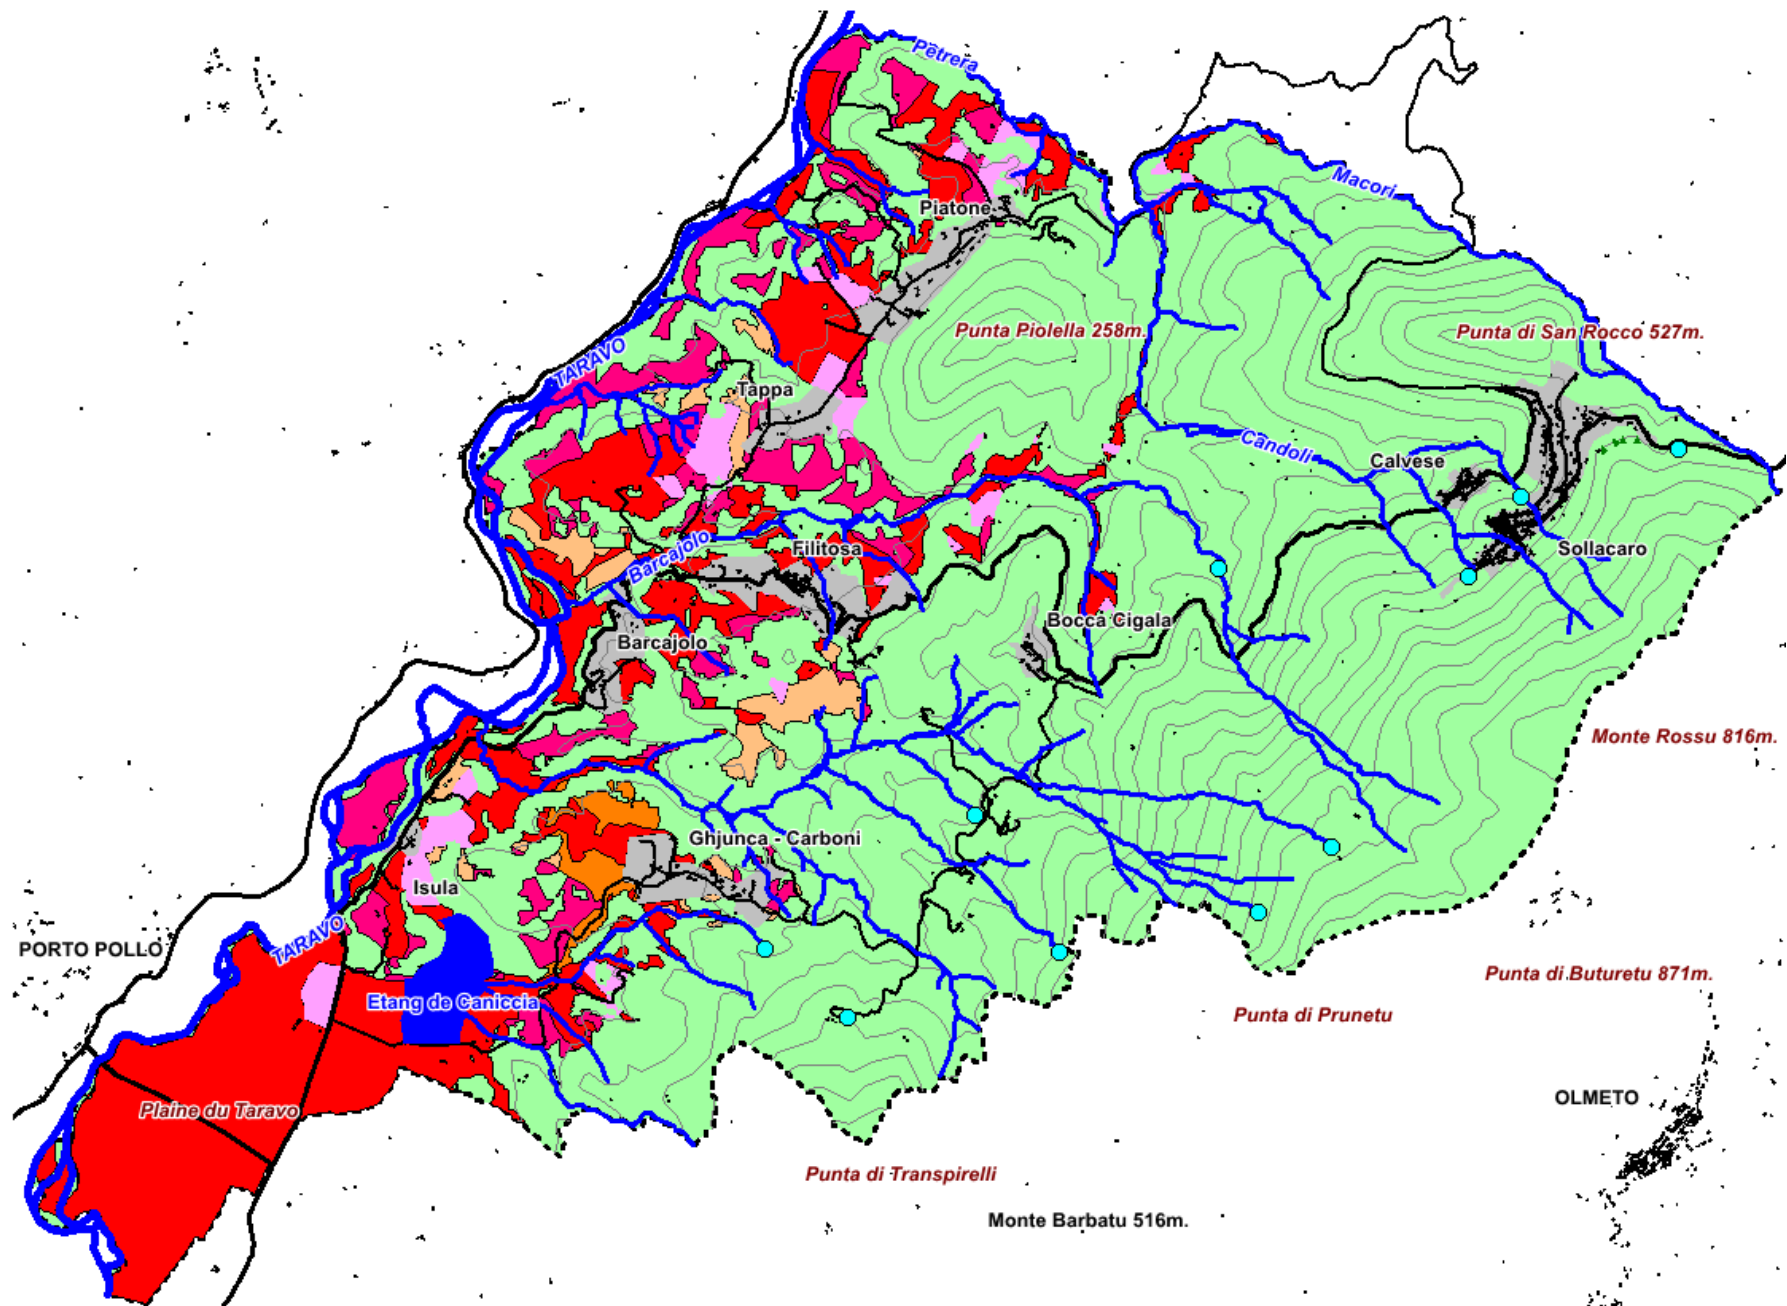 Petrera
Macori
Piatone
Punta Piolella 258m.
Punta di San Rocco 527m.
TARAVO
Tappa
Candoli
Calvese
Filitosa
Sollacaro
Barcajolo
Bocca Cigala
Barcajolo
Monte Rossu 816m.
Ghjunca - Carboni
Isula
TARAVO
PORTO POLLO
Punta di Buturetu 871m.
Etang de Caniccia
Punta di Prunetu
Plaine du Taravo
OLMETO
Punta di Transpirelli
Monte Barbatu 516m.